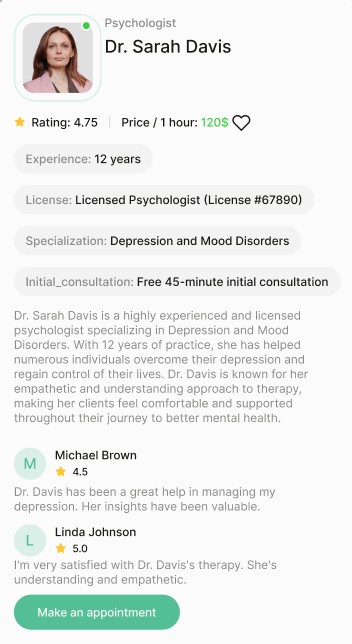 Psychologist
Dr. Sarah Davis
Rating: 4.75 | Price / 1 hour: 120$
Experience: 12 years
License: Licensed Psychologist (License #67890)
Specialization: Depression and Mood Disorders
Initial_consultation: Free 45-minute initial consultation
Dr. Sarah Davis is a highly experienced and licensed
psychologist specializing in Depression and Mood
Disorders. With 12 years of practice, she has helped
numerous individuals overcome their depression and
regain control of their lives. Dr. Davis is known for her
empathetic and understanding approach to therapy,
making her clients feel comfortable and supported
throughout their journey to better mental health.
M
Michael Brown
4.5
Dr. Davis has been a great help in managing my
depression. Her insights have been valuable.
L
Linda Johnson
5.0
I'm very satisfied with Dr. Davis's therapy. She's
understanding and empathetic.
Make an appointment